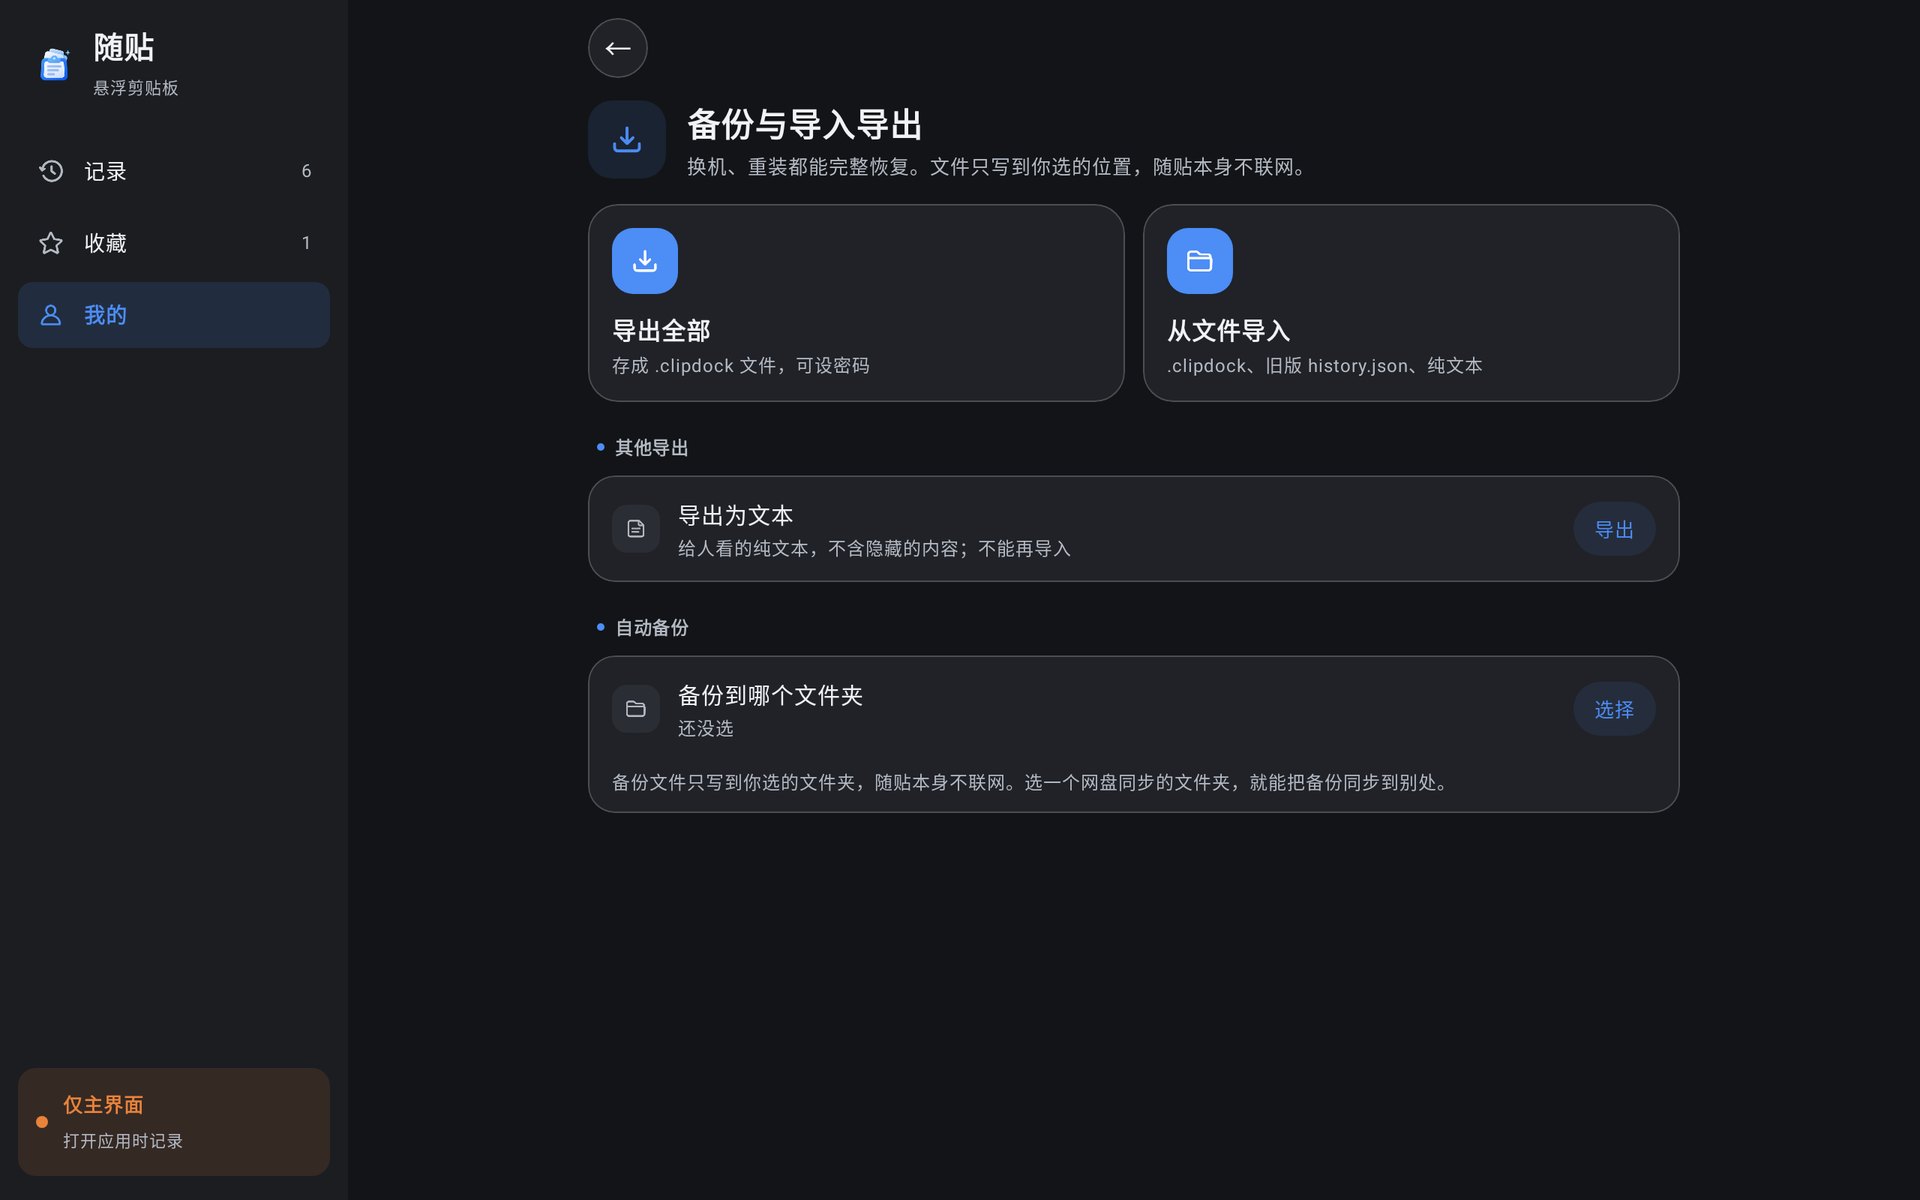 随贴
悬浮剪贴板
记录 6
收藏 1
我的
仅主界面
打开应用时记录
备份与导入导出
换机、重装都能完整恢复。文件只写到你选的位置，随贴本身不联网。
导出全部
存成 .clipdock 文件，可设密码
从文件导入
.clipdock、旧版 history.json、纯文本
其他导出
导出为文本
给人看的纯文本，不含隐藏的内容；不能再导入
导出
自动备份
备份到哪个文件夹
还没选
选择
备份文件只写到你选的文件夹，随贴本身不联网。选一个网盘同步的文件夹，就能把备份同步到别处。